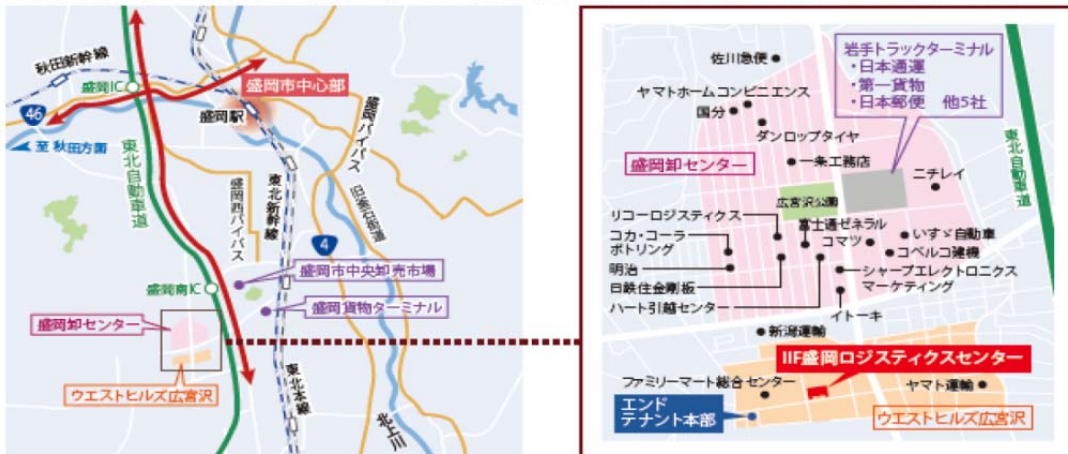 秋田新幹線
盛岡IC
盛岡市中心部
46
盛岡駅
至 秋田方面
東北自動車道
盛岡西バイパス
東北新幹線
盛岡バイパス
旧釜石街道
4
盛岡市中央卸売市場
盛岡南IC
盛岡貨物ターミナル
盛岡卸センター
ウエストヒルズ広宮沢
東北本線
北上川
岩手トラックターミナル
・日本通運
・第一貨物
・日本郵便 他5社
佐川急便
ヤマトホームコンビニエンス
国分
ダンロップタイヤ
東北自動車道
盛岡卸センター
一条工務店
ニチレイ
広宮沢公園
リコーロジスティクス
富士通ゼネラル
コカ・コーラ
ボトリング
コマツ
いすゞ自動車
コベルコ建機
明治
シャープエレクトロニクス
マーケティング
日鉄住金鋼板
ハート引越センター
イトーキ
新潟運輸
IIF盛岡ロジスティクスセンター
ファミリーマート総合センター
ヤマト運輸
エンド
テナント本部
ウエストヒルズ広宮沢